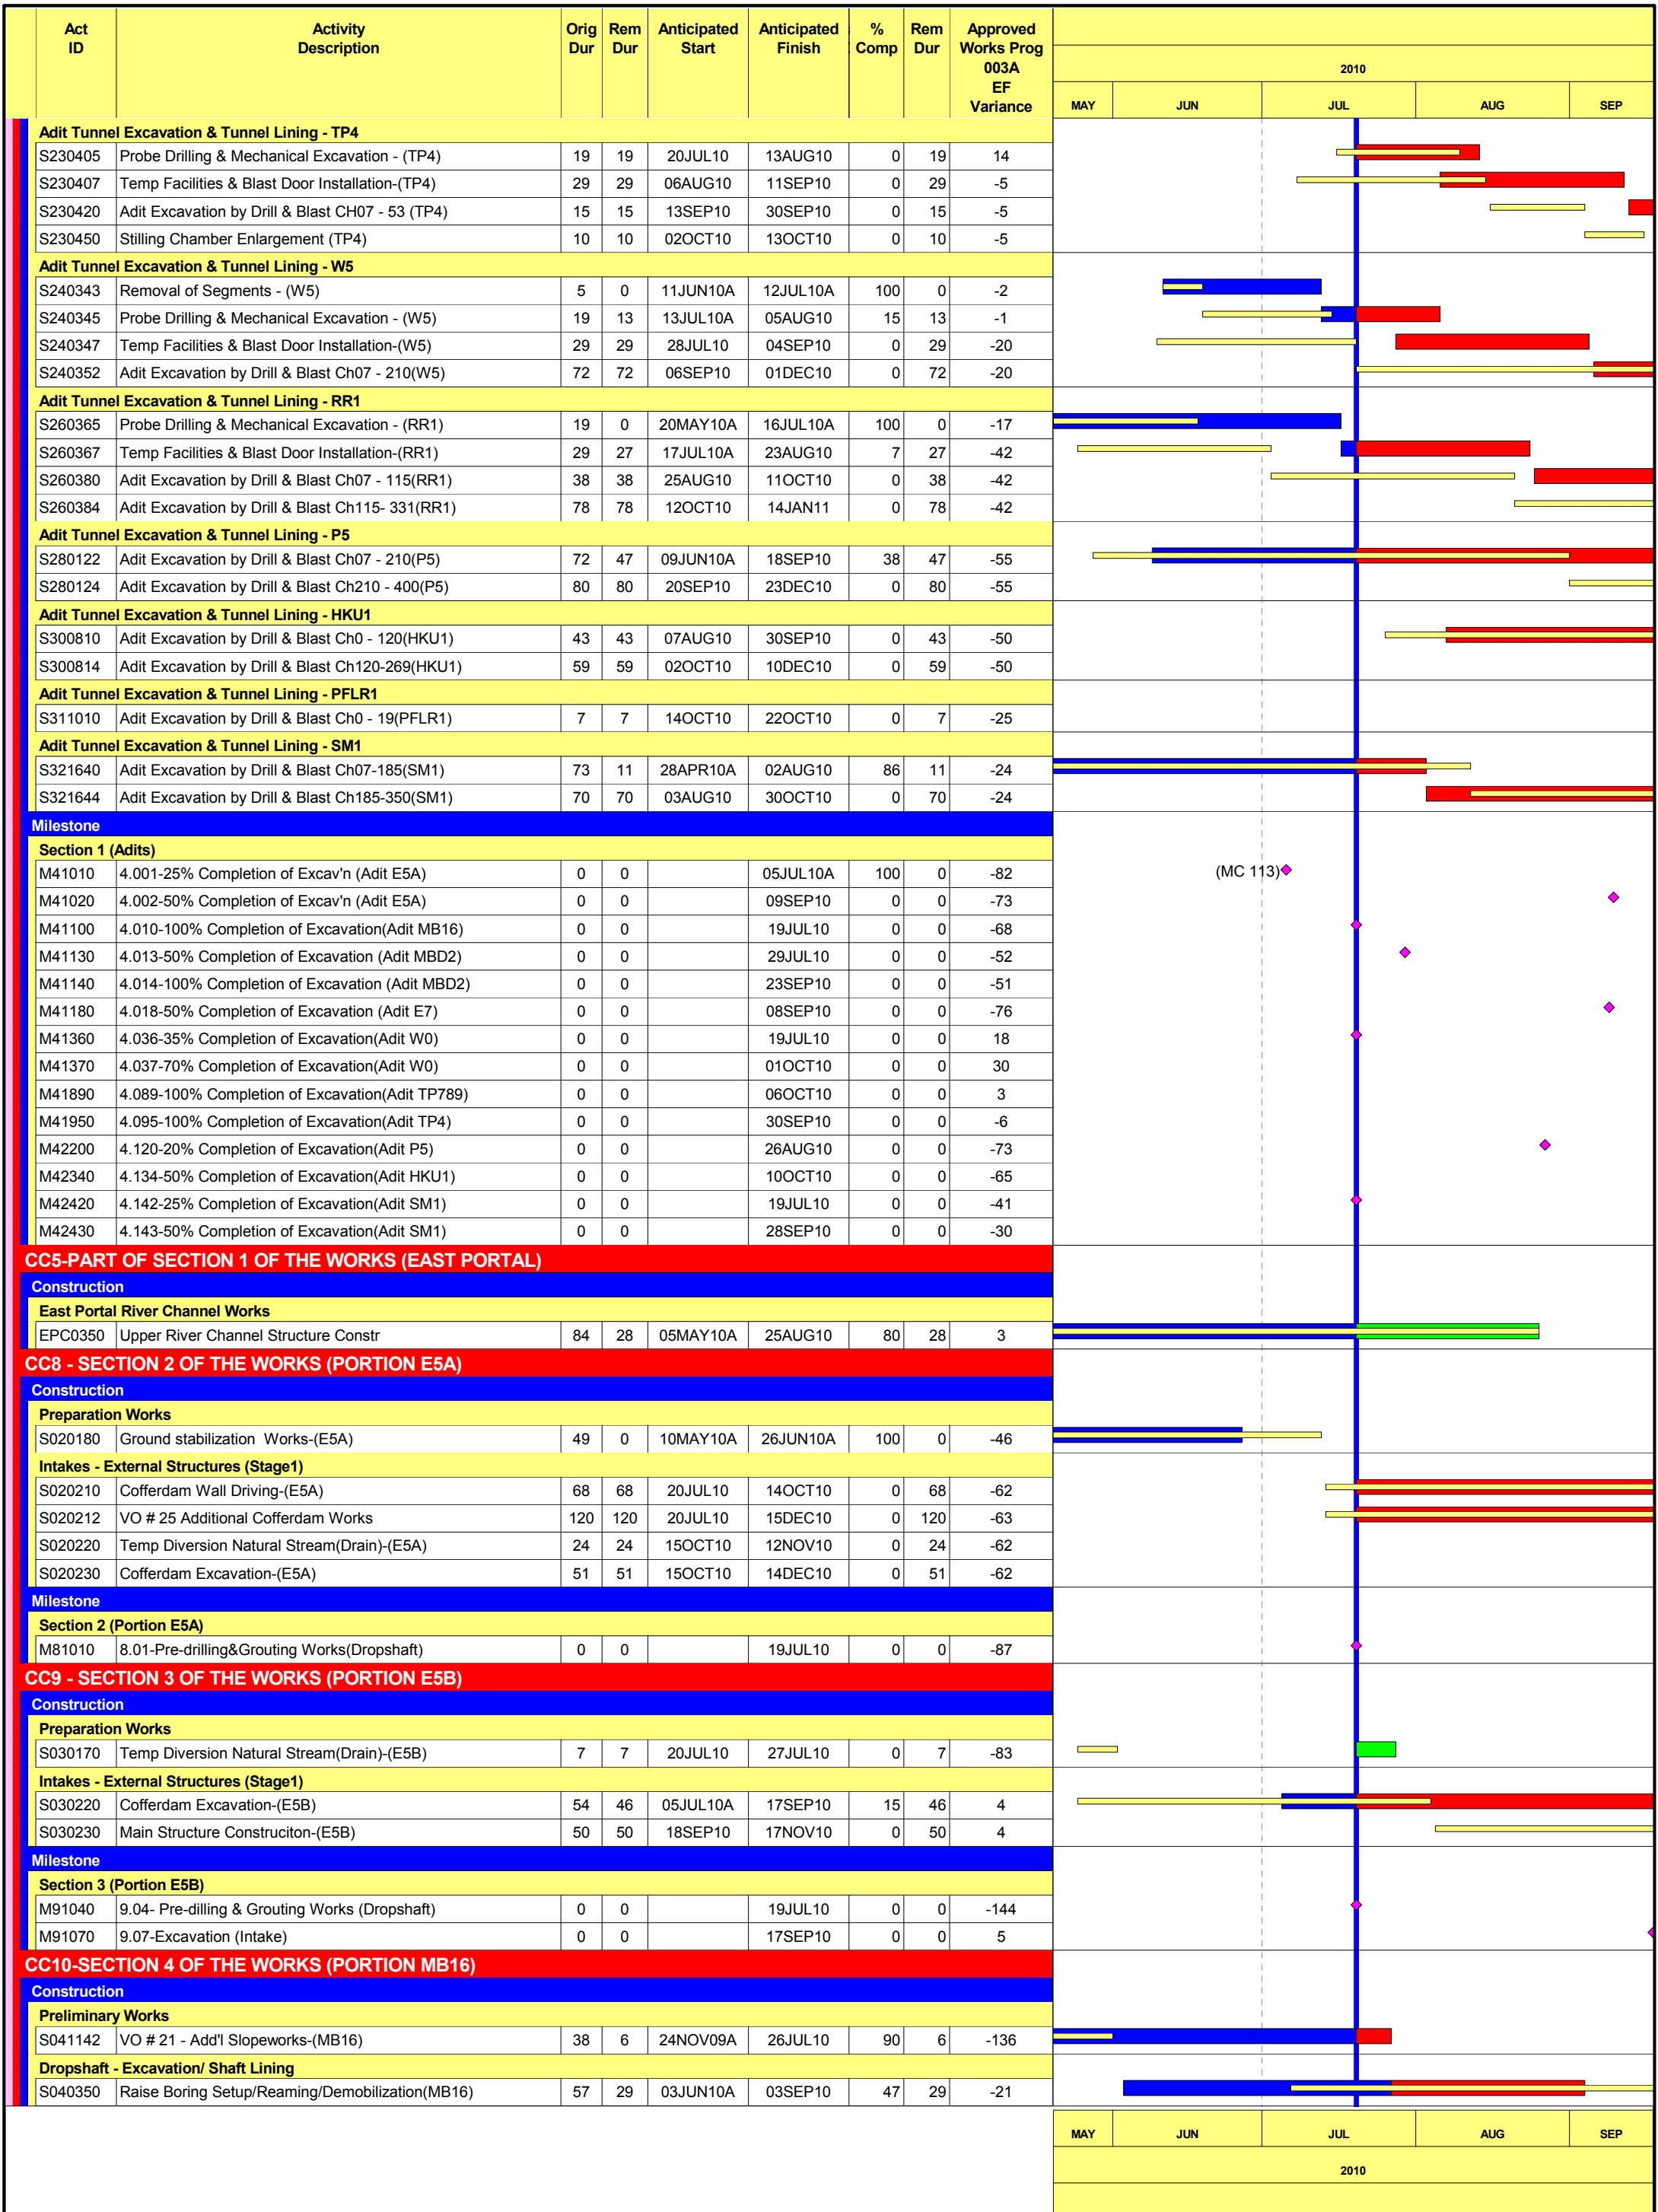 Act ID Activity Description Orig Dur Rem Dur Anticipated Start Anticipated Finish % Comp Rem Dur Approved Works Prog 003A EF Variance
2010
MAY JUN JUL AUG SEP
Adit Tunnel Excavation & Tunnel Lining - TP4
S230405 Probe Drilling & Mechanical Excavation - (TP4) 19 19 20JUL10 13AUG10 0 19 14
S230407 Temp Facilities & Blast Door Installation-(TP4) 29 29 06AUG10 11SEP10 0 29 -5
S230420 Adit Excavation by Drill & Blast CH07 - 53 (TP4) 15 15 13SEP10 30SEP10 0 15 -5
S230450 Stilling Chamber Enlargement (TP4) 10 10 02OCT10 13OCT10 0 10 -5
Adit Tunnel Excavation & Tunnel Lining - W5
S240343 Removal of Segments - (W5) 5 0 11JUN10A 12JUL10A 100 0 -2
S240345 Probe Drilling & Mechanical Excavation - (W5) 19 13 13JUL10A 05AUG10 15 13 -1
S240347 Temp Facilities & Blast Door Installation-(W5) 29 29 28JUL10 04SEP10 0 29 -20
S240352 Adit Excavation by Drill & Blast Ch07 - 210(W5) 72 72 06SEP10 01DEC10 0 72 -20
Adit Tunnel Excavation & Tunnel Lining - RR1
S260365 Probe Drilling & Mechanical Excavation - (RR1) 19 0 20MAY10A 16JUL10A 100 0 -17
S260367 Temp Facilities & Blast Door Installation-(RR1) 29 27 17JUL10A 23AUG10 7 27 -42
S260380 Adit Excavation by Drill & Blast Ch07 - 115(RR1) 38 38 25AUG10 11OCT10 0 38 -42
S260384 Adit Excavation by Drill & Blast Ch115- 331(RR1) 78 78 12OCT10 14JAN11 0 78 -42
Adit Tunnel Excavation & Tunnel Lining - P5
S280122 Adit Excavation by Drill & Blast Ch07 - 210(P5) 72 47 09JUN10A 18SEP10 38 47 -55
S280124 Adit Excavation by Drill & Blast Ch210 - 400(P5) 80 80 20SEP10 23DEC10 0 80 -55
Adit Tunnel Excavation & Tunnel Lining - HKU1
S300810 Adit Excavation by Drill & Blast Ch0 - 120(HKU1) 43 43 07AUG10 30SEP10 0 43 -50
S300814 Adit Excavation by Drill & Blast Ch120-269(HKU1) 59 59 02OCT10 10DEC10 0 59 -50
Adit Tunnel Excavation & Tunnel Lining - PFLR1
S311010 Adit Excavation by Drill & Blast Ch0 - 19(PFLR1) 7 7 14OCT10 22OCT10 0 7 -25
Adit Tunnel Excavation & Tunnel Lining - SM1
S321640 Adit Excavation by Drill & Blast Ch07-185(SM1) 73 11 28APR10A 02AUG10 86 11 -24
S321644 Adit Excavation by Drill & Blast Ch185-350(SM1) 70 70 03AUG10 30OCT10 0 70 -24
Milestone
Section 1 (Adits)
M41010 4.001-25% Completion of Excav'n (Adit E5A) 0 0 05JUL10A 100 0 -82 (MC 113)
M41020 4.002-50% Completion of Excav'n (Adit E5A) 0 0 09SEP10 0 0 -73
M41100 4.010-100% Completion of Excavation(Adit MB16) 0 0 19JUL10 0 0 -68
M41130 4.013-50% Completion of Excavation (Adit MBD2) 0 0 29JUL10 0 0 -52
M41140 4.014-100% Completion of Excavation (Adit MBD2) 0 0 23SEP10 0 0 -51
M41180 4.018-50% Completion of Excavation (Adit E7) 0 0 08SEP10 0 0 -76
M41360 4.036-35% Completion of Excavation(Adit W0) 0 0 19JUL10 0 0 18
M41370 4.037-70% Completion of Excavation(Adit W0) 0 0 01OCT10 0 0 30
M41890 4.089-100% Completion of Excavation(Adit TP789) 0 0 06OCT10 0 0 3
M41950 4.095-100% Completion of Excavation(Adit TP4) 0 0 30SEP10 0 0 -6
M42200 4.120-20% Completion of Excavation(Adit P5) 0 0 26AUG10 0 0 -73
M42340 4.134-50% Completion of Excavation(Adit HKU1) 0 0 10OCT10 0 0 -65
M42420 4.142-25% Completion of Excavation(Adit SM1) 0 0 19JUL10 0 0 -41
M42430 4.143-50% Completion of Excavation(Adit SM1) 0 0 28SEP10 0 0 -30
CC5-PART OF SECTION 1 OF THE WORKS (EAST PORTAL)
Construction
East Portal River Channel Works
EPC0350 Upper River Channel Structure Constr 84 28 05MAY10A 25AUG10 80 28 3
CC8 - SECTION 2 OF THE WORKS (PORTION E5A)
Construction
Preparation Works
S020180 Ground stabilization Works-(E5A) 49 0 10MAY10A 26JUN10A 100 0 -46
Intakes - External Structures (Stage1)
S020210 Cofferdam Wall Driving-(E5A) 68 68 20JUL10 14OCT10 0 68 -62
S020212 VO # 25 Additional Cofferdam Works 120 120 20JUL10 15DEC10 0 120 -63
S020220 Temp Diversion Natural Stream(Drain)-(E5A) 24 24 15OCT10 12NOV10 0 24 -62
S020230 Cofferdam Excavation-(E5A) 51 51 15OCT10 14DEC10 0 51 -62
Milestone
Section 2 (Portion E5A)
M81010 8.01-Pre-drilling&Grouting Works(Dropshaft) 0 0 19JUL10 0 0 -87
CC9 - SECTION 3 OF THE WORKS (PORTION E5B)
Construction
Preparation Works
S030170 Temp Diversion Natural Stream(Drain)-(E5B) 7 7 20JUL10 27JUL10 0 7 -83
Intakes - External Structures (Stage1)
S030220 Cofferdam Excavation-(E5B) 54 46 05JUL10A 17SEP10 15 46 4
S030230 Main Structure Construciton-(E5B) 50 50 18SEP10 17NOV10 0 50 4
Milestone
Section 3 (Portion E5B)
M91040 9.04- Pre-dilling & Grouting Works (Dropshaft) 0 0 19JUL10 0 0 -144
M91070 9.07-Excavation (Intake) 0 0 17SEP10 0 0 5
CC10-SECTION 4 OF THE WORKS (PORTION MB16)
Construction
Preliminary Works
S041142 VO # 21 - Add'l Slopeworks-(MB16) 38 6 24NOV09A 26JUL10 90 6 -136
Dropshaft - Excavation/ Shaft Lining
S040350 Raise Boring Setup/Reaming/Demobilization(MB16) 57 29 03JUN10A 03SEP10 47 29 -21
MAY JUN JUL AUG SEP
2010